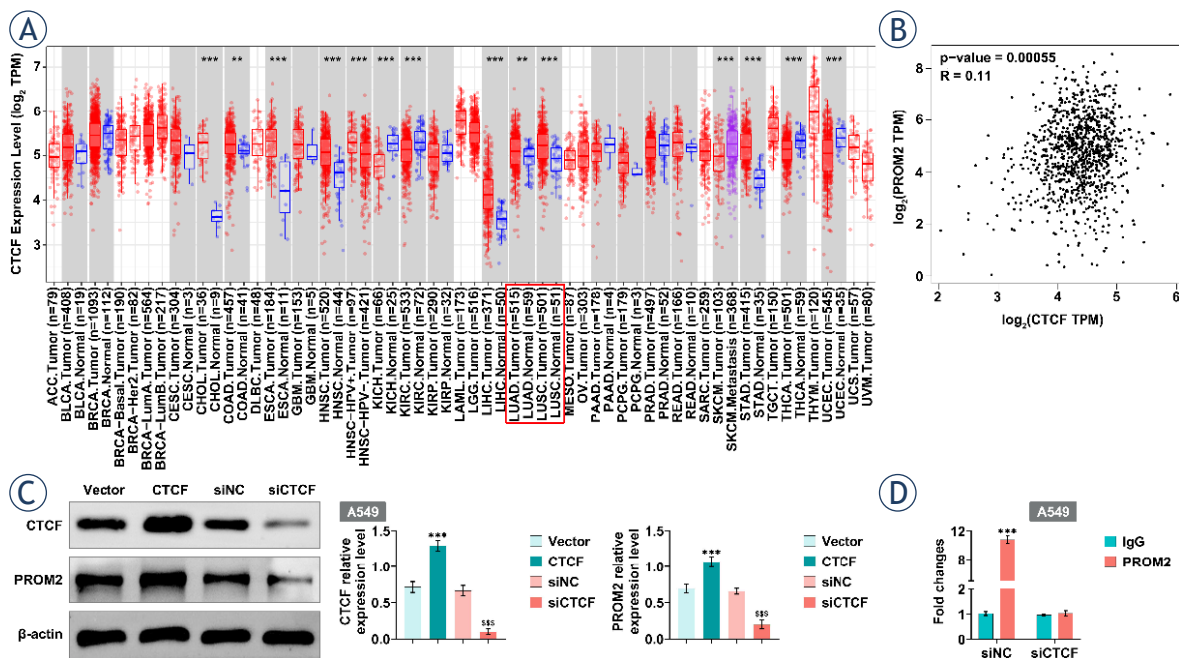 A
CTCF Expression Level (log2 TPM)
7
6
5
4
3
*** ** *** *** *** *** *** *** ** *** *** *** *** ***
ACC.Tumor (n=79)
BLCA.Tumor (n=408)
BLCA.Normal (n=19)
BRCA.Tumor (n=1093)
BRCA.Normal (n=112)
BRCA-Basal.Tumor (n=190)
BRCA-Her2.Tumor (n=82)
BRCA-LumA.Tumor (n=564)
BRCA-LumB.Tumor (n=217)
CESC.Tumor (n=304)
CESC.Normal (n=3)
CHOL.Tumor (n=36)
CHOL.Normal (n=9)
COAD.Tumor (n=457)
COAD.Normal (n=41)
DLBC.Tumor (n=48)
ESCA.Tumor (n=184)
ESCA.Normal (n=11)
GBM.Tumor (n=153)
GBM.Normal (n=5)
HNSC.Tumor (n=520)
HNSC.Normal (n=44)
HNSC-HPV+.Tumor (n=97)
HNSC-HPV-.Tumor (n=421)
KICH.Tumor (n=66)
KICH.Normal (n=25)
KIRC.Tumor (n=533)
KIRC.Normal (n=72)
KIRP.Tumor (n=290)
KIRP.Normal (n=32)
LAML.Tumor (n=173)
LGG.Tumor (n=516)
LIHC.Tumor (n=371)
LIHC.Normal (n=50)
LUAD.Tumor (n=515)
LUAD.Normal (n=59)
LUSC.Tumor (n=501)
LUSC.Normal (n=51)
MESO.Tumor (n=87)
OV.Tumor (n=303)
PAAD.Tumor (n=178)
PAAD.Normal (n=4)
PCPG.Tumor (n=179)
PCPG.Normal (n=3)
PRAD.Tumor (n=497)
PRAD.Normal (n=52)
READ.Tumor (n=166)
READ.Normal (n=10)
SARC.Tumor (n=259)
SKCM.Tumor (n=103)
SKCM.Metastasis (n=368)
STAD.Tumor (n=415)
STAD.Normal (n=35)
TGCT.Tumor (n=150)
THCA.Tumor (n=501)
THCA.Normal (n=59)
THYM.Tumor (n=120)
UCEC.Tumor (n=545)
UCEC.Normal (n=35)
UCS.Tumor (n=57)
UVM.Tumor (n=80)
B
p-value = 0.00055
R = 0.11
log2(PROM2 TPM)
8
6
4
2
0
2 3 4 5 6
log2(CTCF TPM)
C
Vector CTCF siNC siCTCF
CTCF
PROM2
β-actin
A549
CTCF relative
expression level
1.5
1.0
0.5
0.0
***
$$$
Vector
CTCF
siNC
siCTCF
PROM2 relative
expression level
1.5
1.0
0.5
0.0
***
$$$
Vector
CTCF
siNC
siCTCF
D
A549
Fold changes
12
9
6
2
1
0
***
siNC siCTCF
IgG
PROM2